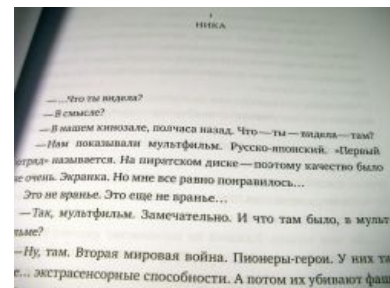 1
НИКА
—...Что ты видела?
—В смысле?
—В нашем кинозале, полчаса назад. Что—ты—видела—там?
—Нам показывали мультфильм. Русско-японский. «Первый
отряд» называется. На пиратском диске—поэтому качество было
не очень. Экранка. Но мне все равно понравилось...
Это не вранье. Это еще не вранье...
—Так, мультфильм. Замечательно. И что там было, в мульт
ьме?
—Ну, там. Вторая мировая война. Пионеры-герои. У них та
е... экстрасенсорные способности. А потом их убивают фаш